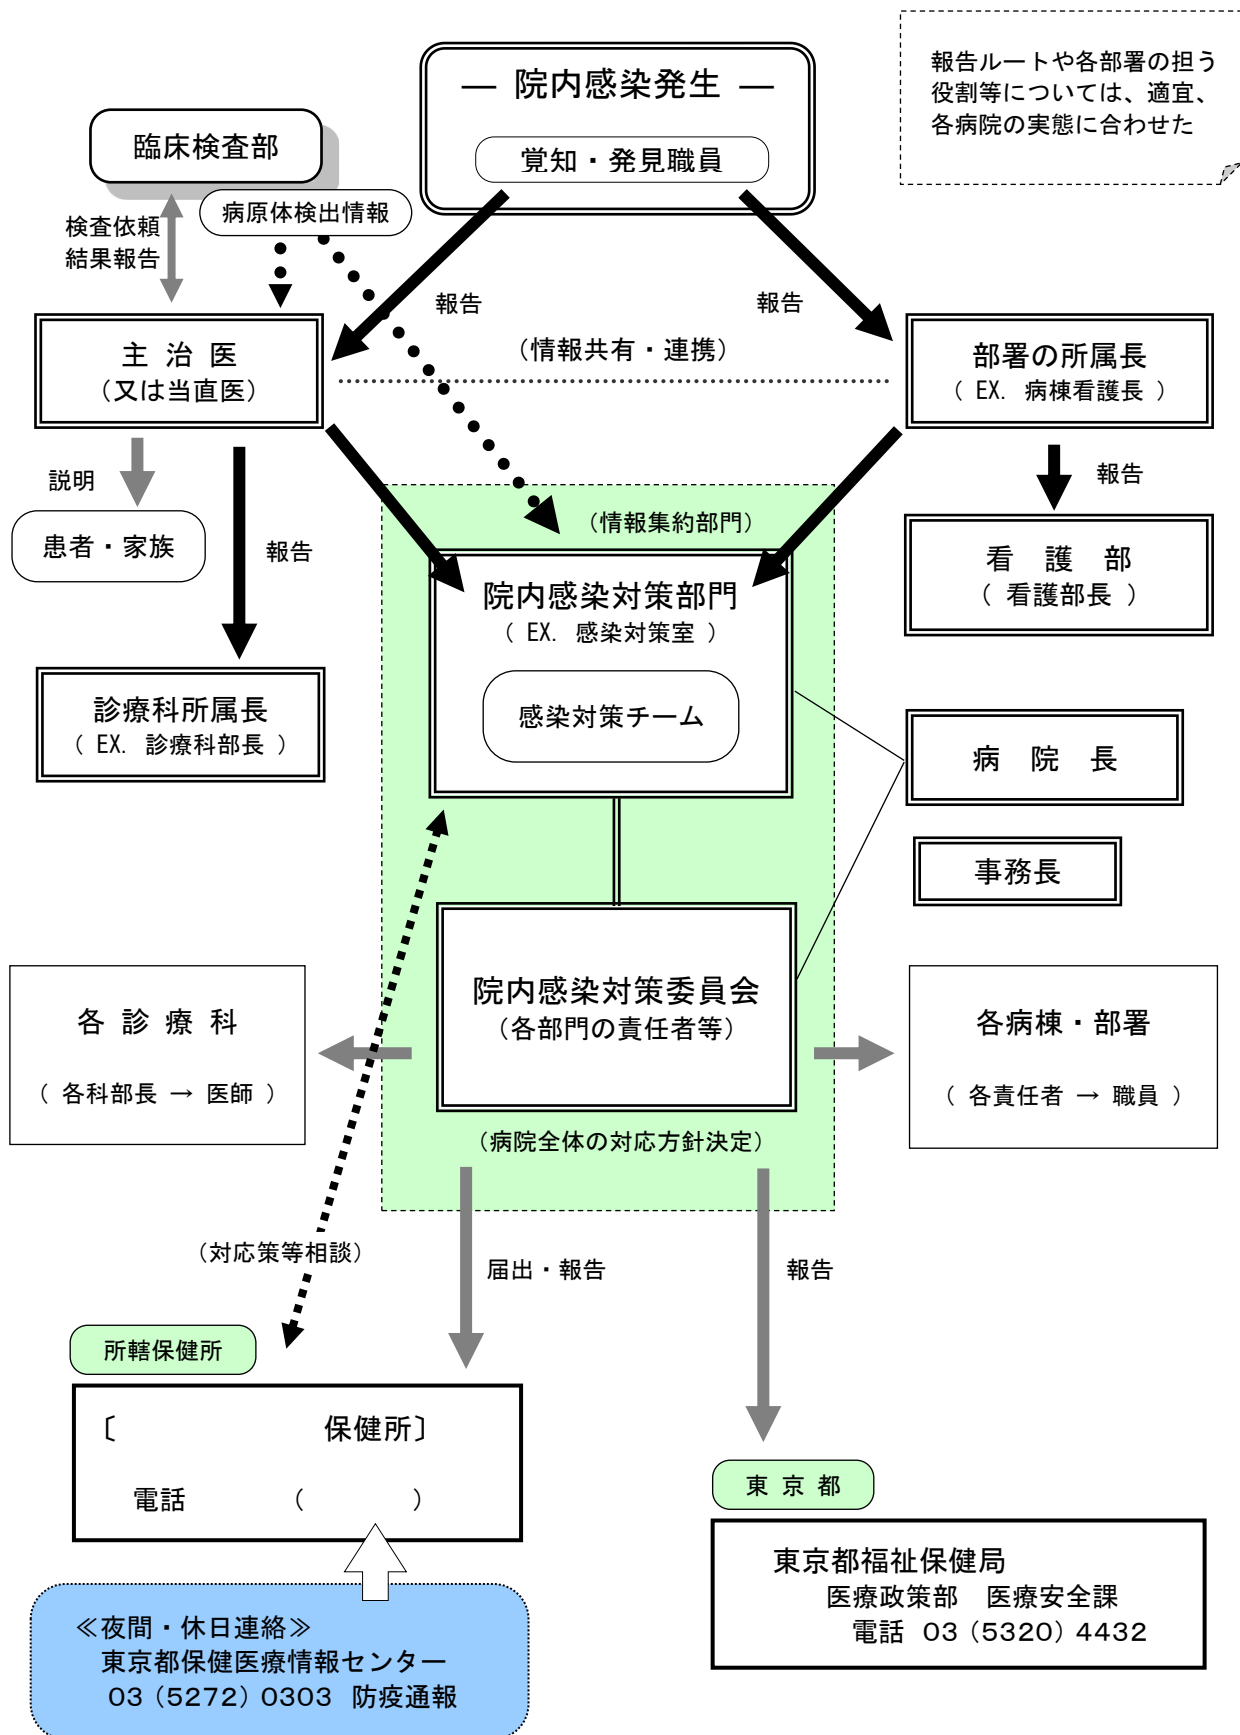 ― 院内感染発生 ―
覚知・発見職員
報告ルートや各部署の担う
役割等については、適宜、
各病院の実態に合わせた
臨床検査部
病原体検出情報
検査依頼
結果報告
報告
報告
主 治 医
（又は当直医）
（情報共有・連携）
部署の所属長
（ EX. 病棟看護長 ）
説明
患者・家族
報告
報告
（情報集約部門）
看 護 部
（ 看護部長 ）
院内感染対策部門
（ EX. 感染対策室 ）
感染対策チーム
診療科所属長
（ EX. 診療科部長 ）
病 院 長
事務長
院内感染対策委員会
（各部門の責任者等）
各 診 療 科
（ 各科部長 → 医師 ）
各病棟・部署
（ 各責任者 → 職員 ）
（病院全体の対応方針決定）
（対応策等相談）
届出・報告
報告
所轄保健所
〔　　　　　　　保健所〕
電話　　　（　　　　）
東 京 都
東京都福祉保健局
医療政策部　医療安全課
電話 03（5320）4432
≪夜間・休日連絡≫
東京都保健医療情報センター
03（5272）0303 防疫通報